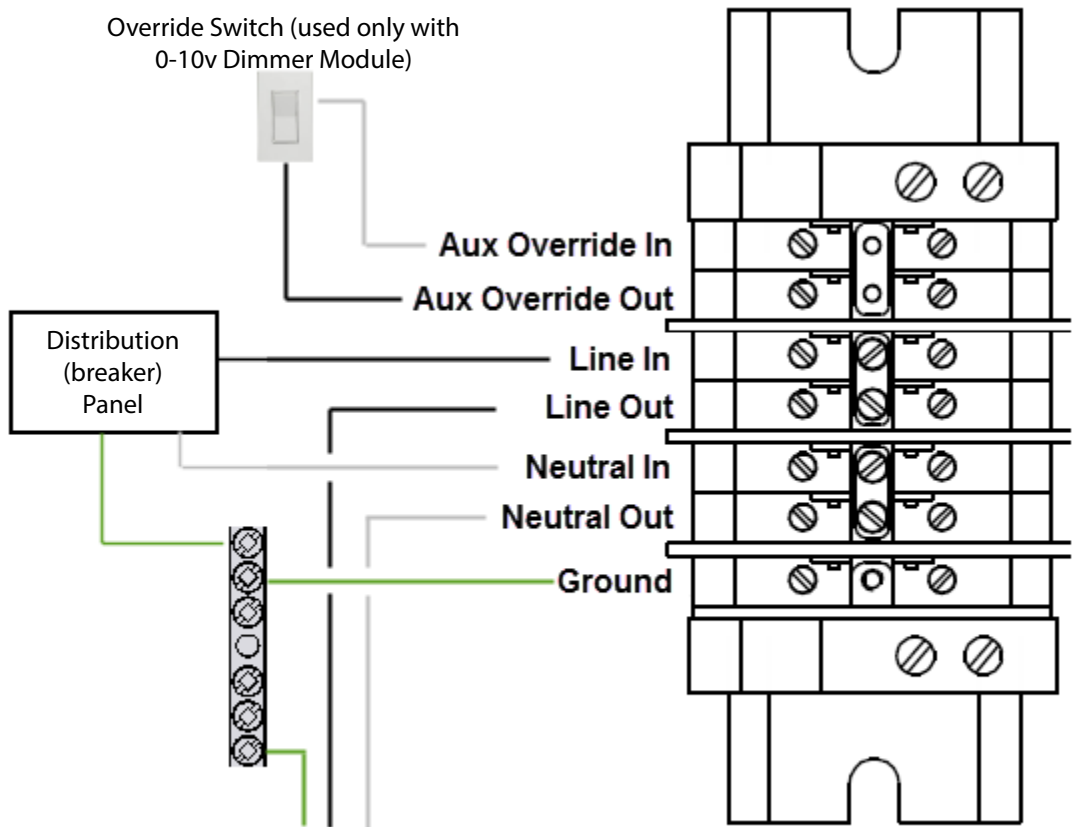 Override Switch (used only with
0-10v Dimmer Module)
Aux Override In
Aux Override Out
Distribution
(breaker)
Panel
Line In
Line Out
Neutral In
Neutral Out
Ground